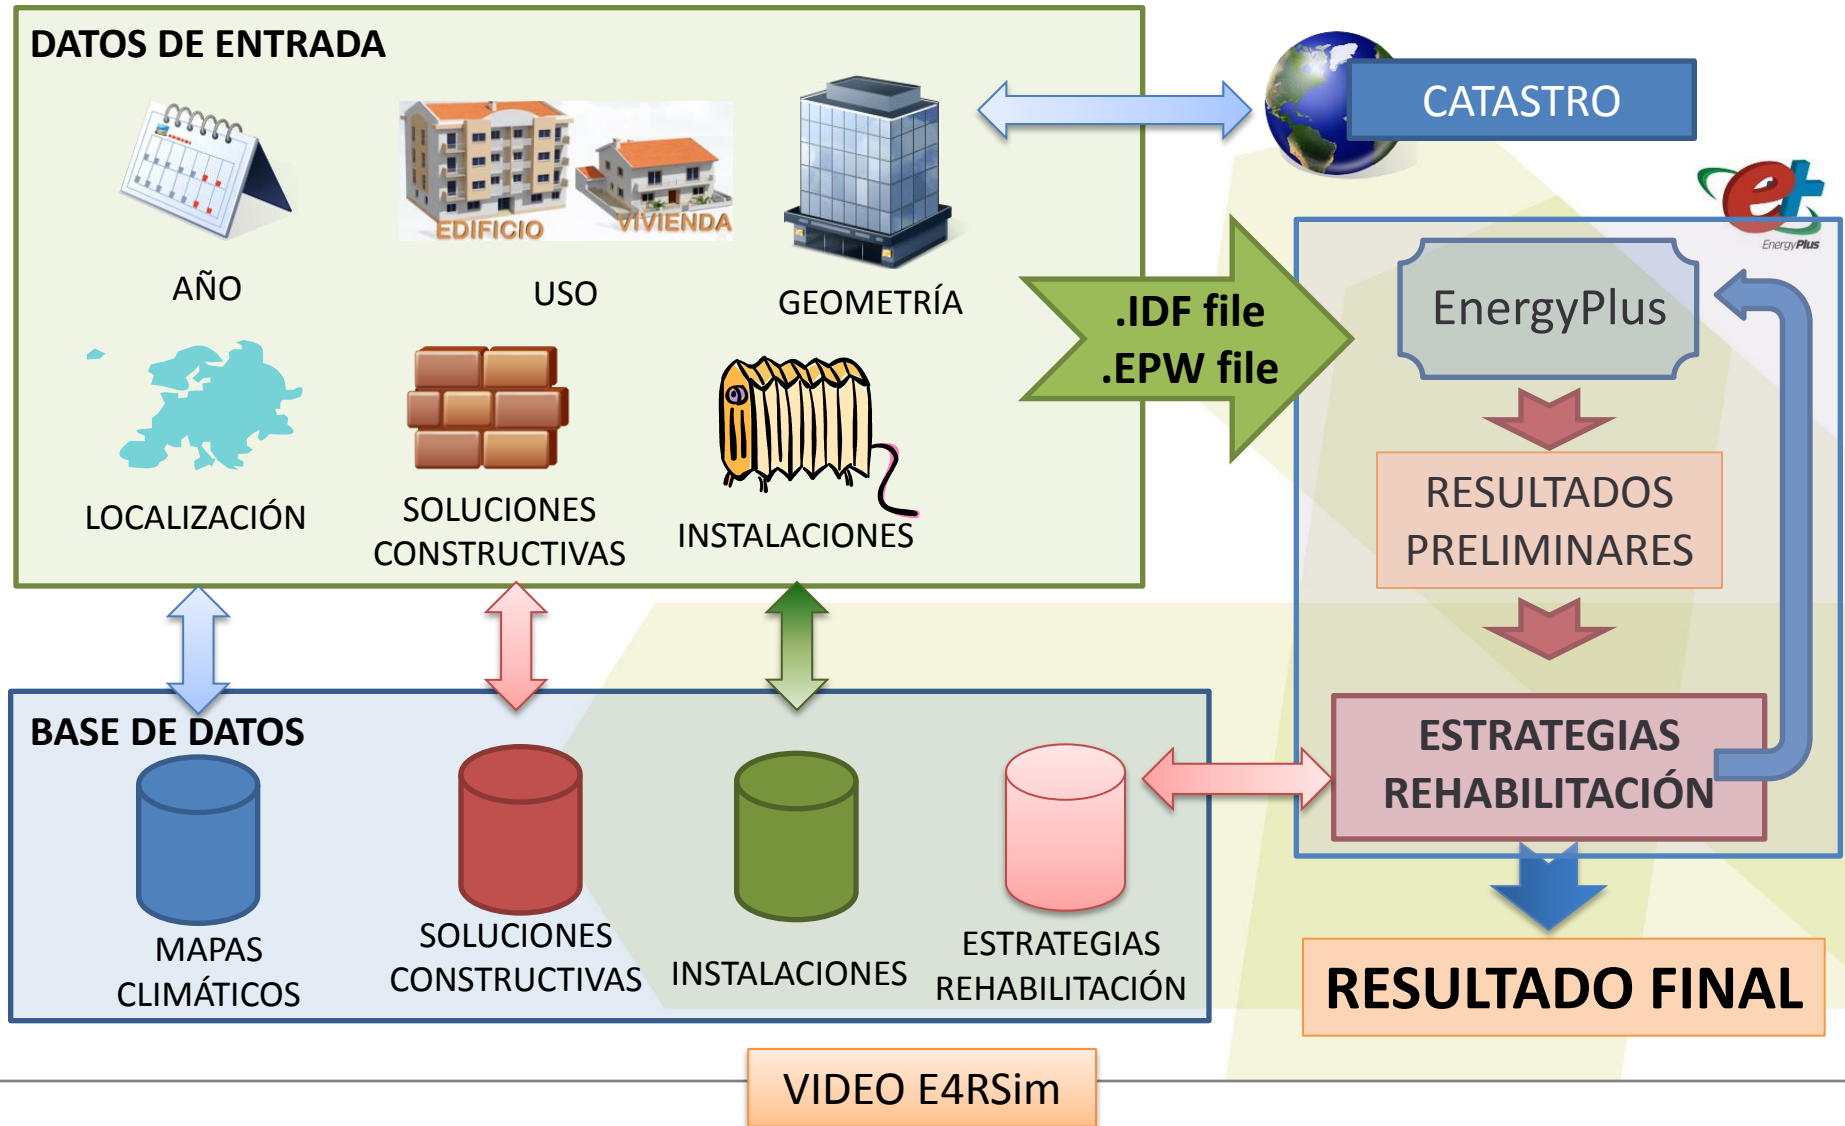 DATOS DE ENTRADA
EDIFICIO
VIVIENDA
AÑO
USO
GEOMETRÍA
LOCALIZACIÓN
SOLUCIONES
CONSTRUCTIVAS
INSTALACIONES
CATASTRO
.IDF file
.EPW file
e+
EnergyPlus
EnergyPlus
RESULTADOS
PRELIMINARES
ESTRATEGIAS
REHABILITACIÓN
BASE DE DATOS
MAPAS
CLIMÁTICOS
SOLUCIONES
CONSTRUCTIVAS
INSTALACIONES
ESTRATEGIAS
REHABILITACIÓN
RESULTADO FINAL
VIDEO E4RSim